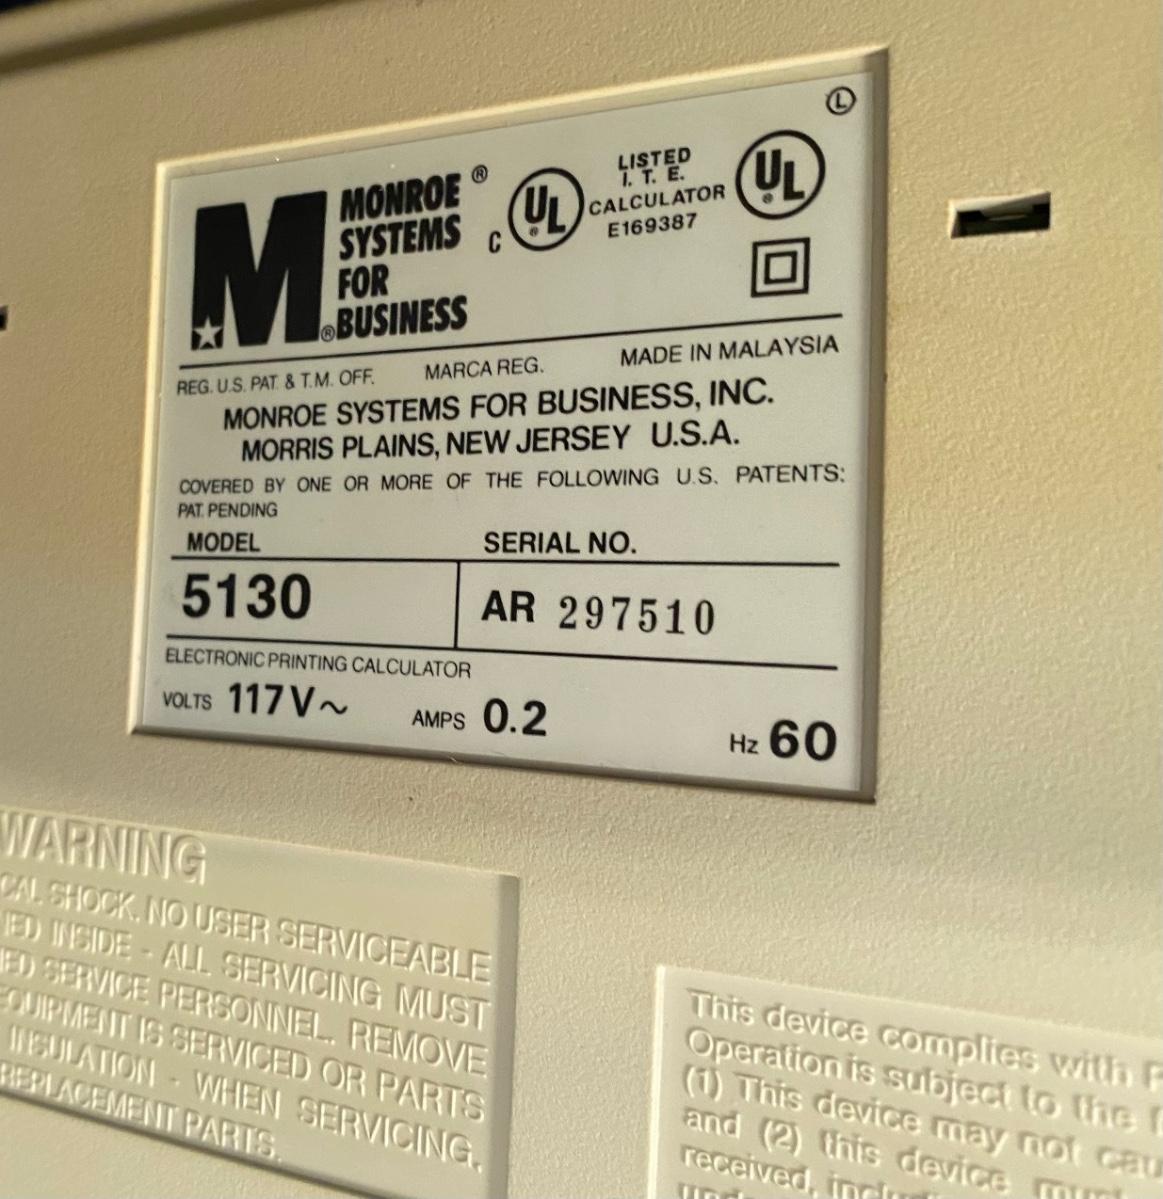 Ⓛ
MONROE ®
SYSTEMS
FOR
BUSINESS
M ®
C UL ®
LISTED
I. T. E.
CALCULATOR
E169387
UL ®
REG. U.S. PAT. & T.M. OFF. MARCA REG. MADE IN MALAYSIA
MONROE SYSTEMS FOR BUSINESS, INC.
MORRIS PLAINS, NEW JERSEY U.S.A.
COVERED BY ONE OR MORE OF THE FOLLOWING U.S. PATENTS:
PAT. PENDING
MODEL SERIAL NO.
5130 AR 297510
ELECTRONIC PRINTING CALCULATOR
VOLTS 117V~ AMPS 0.2 Hz 60
WARNING
CAL SHOCK. NO USER SERVICEABLE
IED INSIDE - ALL SERVICING MUST
IED SERVICE PERSONNEL. REMOVE
EQUIPMENT IS SERVICED OR PARTS
INSULATION - WHEN SERVICING,
REPLACEMENT PARTS.
This device complies with
Operation is subject to the
(1) This device may not cau
and (2) this device must
received,